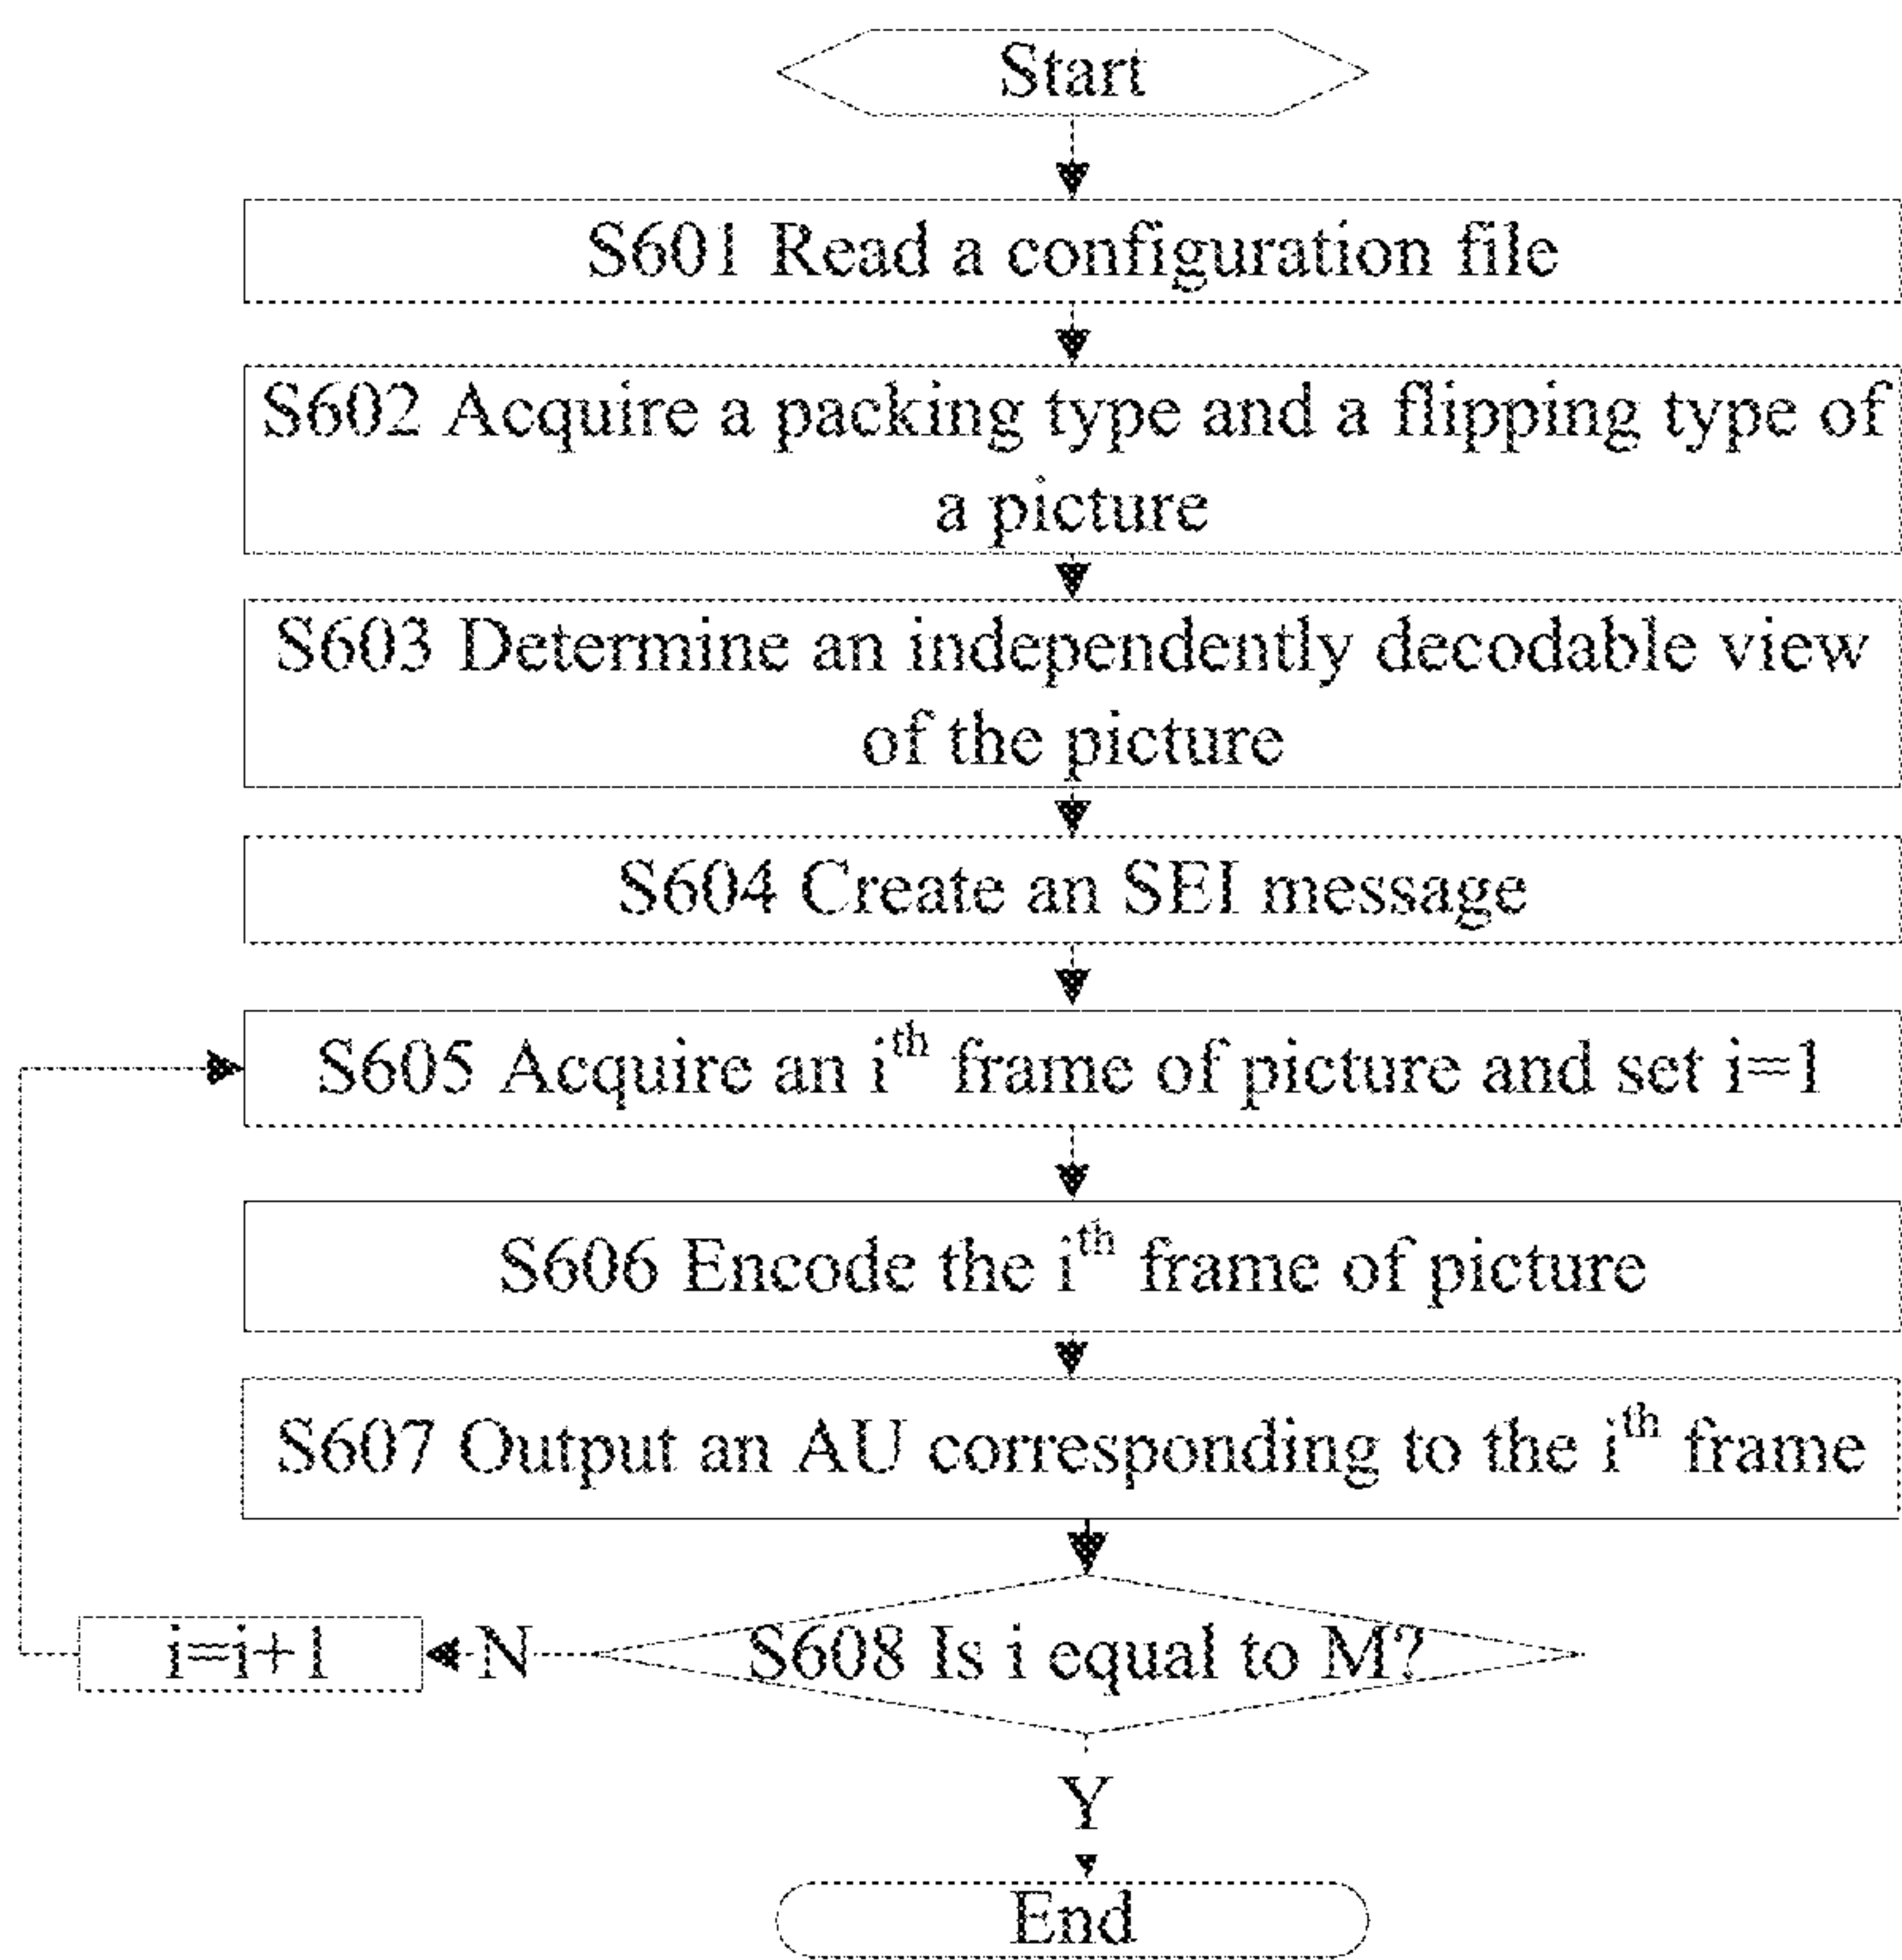 Start
S601 Read a configuration file
S602 Acquire a packing type and a flipping type of
a picture
S603 Determine an independently decodable view
of the picture
S604 Create an SEI message
S605 Acquire an iᵗʰ frame of picture and set i=1
S606 Encode the iᵗʰ frame of picture
S607 Output an AU corresponding to the iᵗʰ frame
i=i+1
N
S608 Is i equal to M?
Y
End